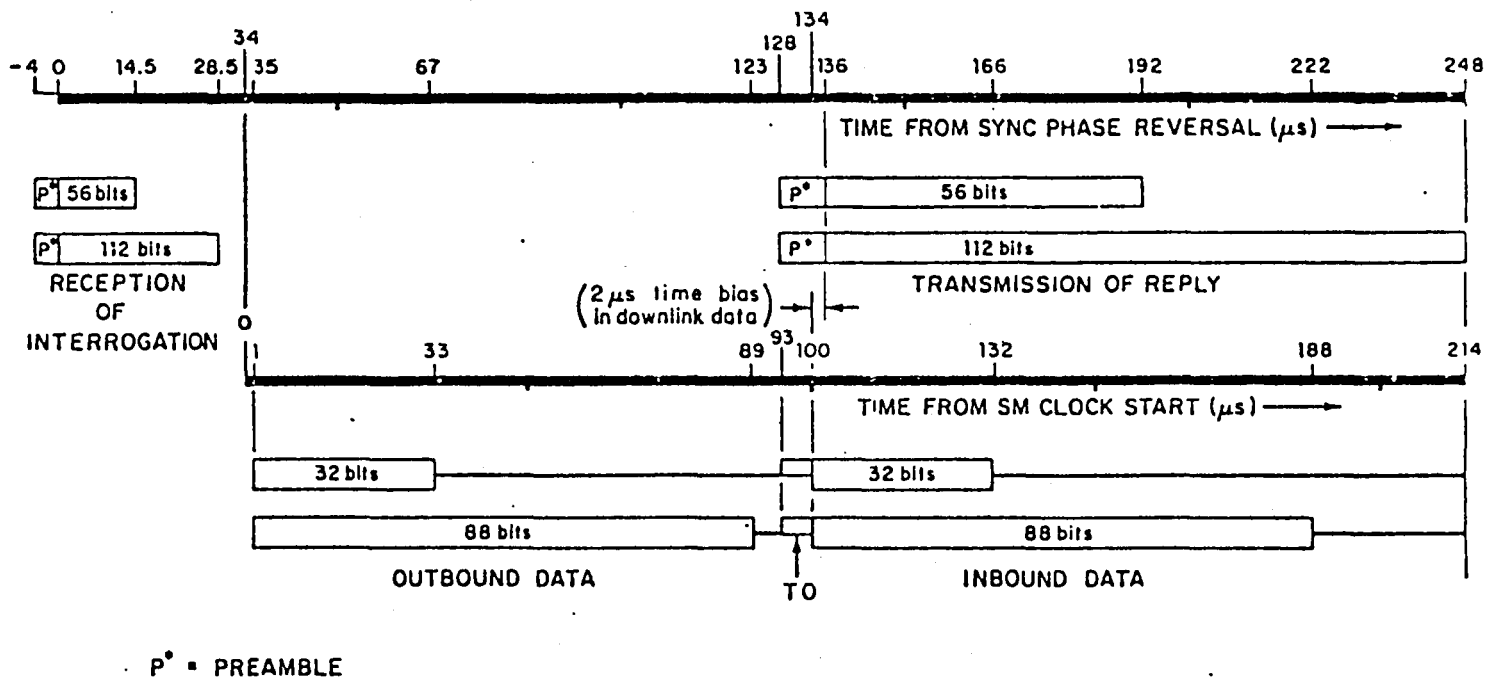 134
34 128
-4 0 14.5 28.5 35 67 123 136 166 192 222 248
TIME FROM SYNC PHASE REVERSAL (μs)
P* 56 bits P* 56 bits
P* 112 bits P* 112 bits
RECEPTION
OF
INTERROGATION
TRANSMISSION OF REPLY
(2 μs time bias
in downlink data)
0
1 33 89 93 100 132 188 214
TIME FROM SM CLOCK START (μs)
32 bits 32 bits
88 bits 88 bits
OUTBOUND DATA TO INBOUND DATA
P* = PREAMBLE